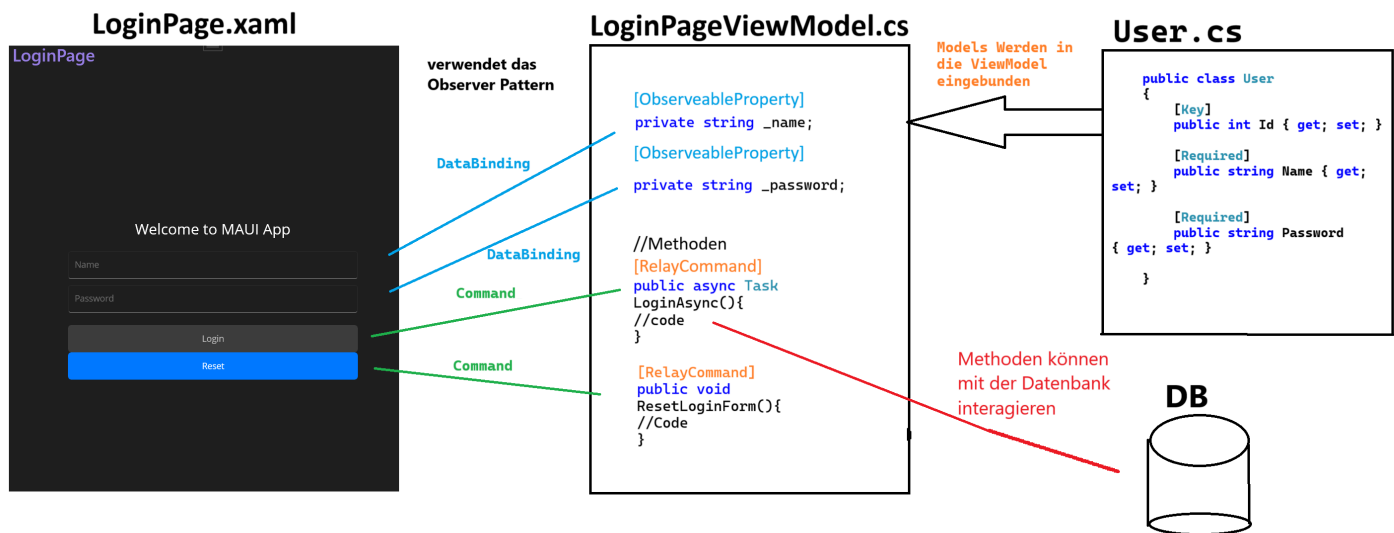 LoginPage.xaml
LoginPage
Welcome to MAUI App
Name
Password
Login
Reset
verwendet das
Observer Pattern
DataBinding
DataBinding
Command
Command
LoginPageViewModel.cs
[ObserveableProperty]
private string _name;
[ObserveableProperty]
private string _password;
//Methoden
[RelayCommand]
public async Task
LoginAsync(){
//code
}
[RelayCommand]
public void
ResetLoginForm(){
//Code
}
Models Werden in
die ViewModel
eingebunden
User.cs
public class User
{
[Key]
public int Id { get; set; }
[Required]
public string Name { get;
set; }
[Required]
public string Password
{ get; set; }
}
Methoden können
mit der Datenbank
interagieren
DB